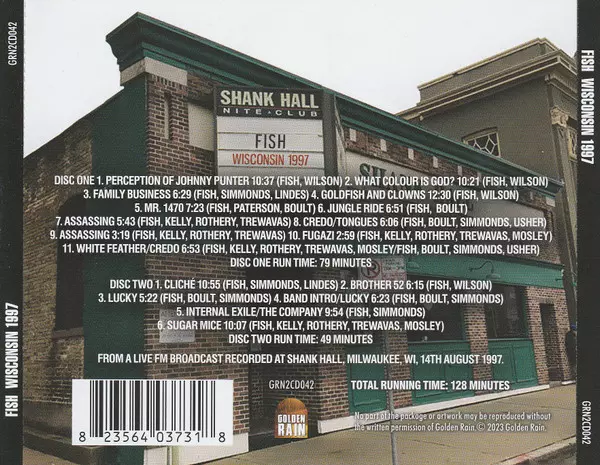 GRN2CD042
FISH WISCONSIN 1997
SHANK HALL
NITE · CLUB
FISH
WISCONSIN 1997
DISC ONE 1. PERCEPTION OF JOHNNY PUNTER 10:37 (FISH, WILSON) 2. WHAT COLOUR IS GOD? 10:21 (FISH, WILSON)
3. FAMILY BUSINESS 6:29 (FISH, SIMMONDS, LINDES) 4. GOLDFISH AND CLOWNS 12:30 (FISH, WILSON)
5. MR. 1470 7:23 (FISH, PATERSON, BOULT) 6. JUNGLE RIDE 6:51 (FISH, BOULT)
7. ASSASSING 5:43 (FISH, KELLY, ROTHERY, TREWAVAS) 8. CREDO/TONGUES 6:06 (FISH, BOULT, SIMMONDS, USHER)
9. ASSASSING 3:19 (FISH, KELLY, ROTHERY, TREWAVAS) 10. FUGAZI 2:59 (FISH, KELLY, ROTHERY, TREWAVAS, MOSLEY)
11. WHITE FEATHER/CREDO 6:53 (FISH, KELLY, ROTHERY, TREWAVAS, MOSLEY/FISH, BOULT, SIMMONDS, USHER)
DISC ONE RUN TIME: 79 MINUTES
DISC TWO 1. CLICHÉ 10:55 (FISH, SIMMONDS, LINDES) 2. BROTHER 52 6:15 (FISH, WILSON)
3. LUCKY 5:22 (FISH, BOULT, SIMMONDS) 4. BAND INTRO/LUCKY 6:23 (FISH, BOULT, SIMMONDS)
5. INTERNAL EXILE/THE COMPANY 9:54 (FISH, SIMMONDS)
6. SUGAR MICE 10:07 (FISH, KELLY, ROTHERY, TREWAVAS, MOSLEY)
DISC TWO RUN TIME: 49 MINUTES
FROM A LIVE FM BROADCAST RECORDED AT SHANK HALL, MILWAUKEE, WI, 14TH AUGUST 1997.
GRN2CD042
TOTAL RUNNING TIME: 128 MINUTES
8 23564 03731 8
GOLDEN
RAIN
No part of the package or artwork may be reproduced without
the written permission of Golden Rain. © 2023 Golden Rain.
FISH WISCONSIN 1997
GRN2CD042